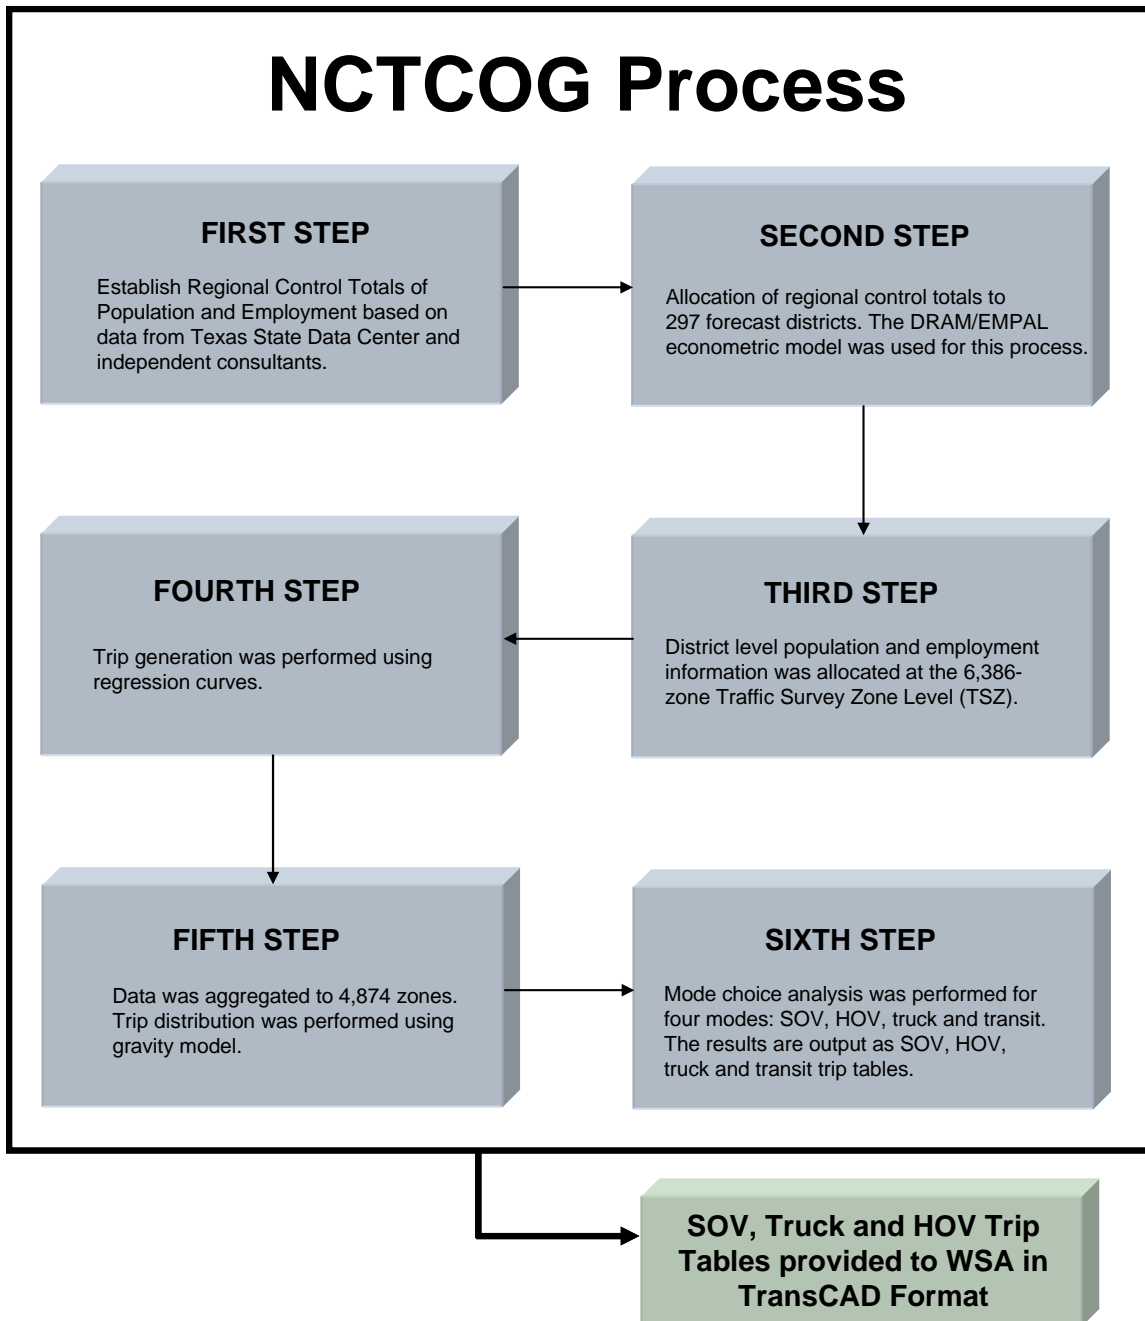 NCTCOG Process
FIRST STEP
Establish Regional Control Totals of
Population and Employment based on
data from Texas State Data Center and
independent consultants.
SECOND STEP
Allocation of regional control totals to
297 forecast districts. The DRAM/EMPAL
econometric model was used for this process.
THIRD STEP
District level population and employment
information was allocated at the 6,386-
zone Traffic Survey Zone Level (TSZ).
FOURTH STEP
Trip generation was performed using
regression curves.
FIFTH STEP
Data was aggregated to 4,874 zones.
Trip distribution was performed using
gravity model.
SIXTH STEP
Mode choice analysis was performed for
four modes: SOV, HOV, truck and transit.
The results are output as SOV, HOV,
truck and transit trip tables.
SOV, Truck and HOV Trip
Tables provided to WSA in
TransCAD Format